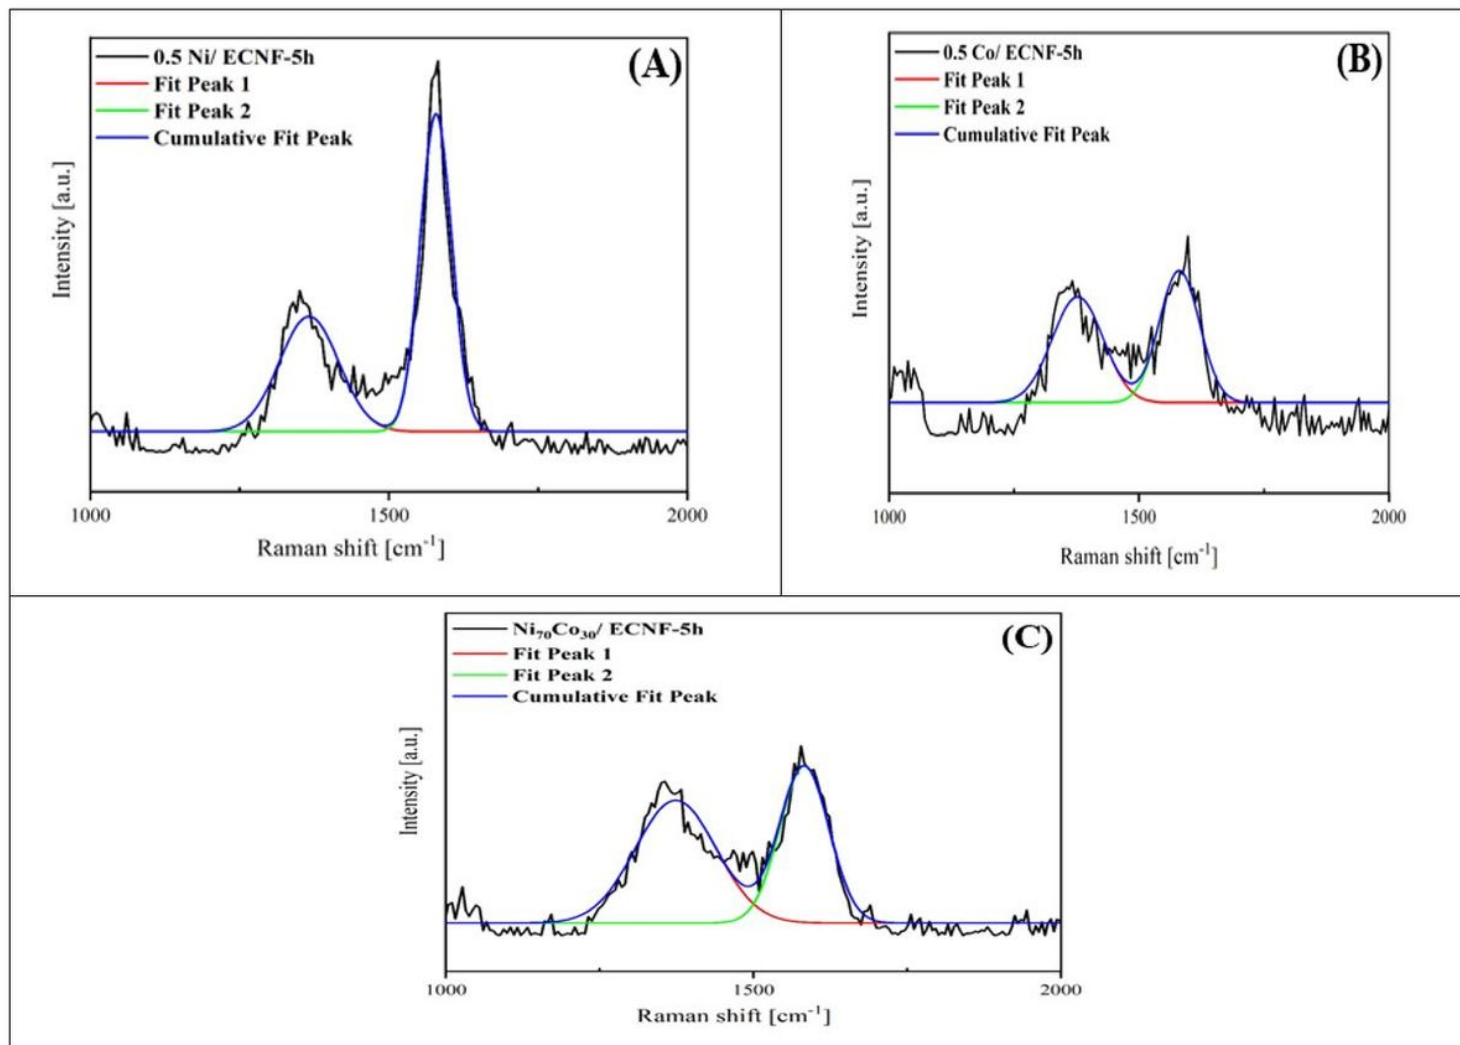 0.5 Ni/ ECNF-5h
Fit Peak 1
Fit Peak 2
Cumulative Fit Peak
(A)
Intensity [a.u.]
1000 1500 2000
Raman shift [cm⁻¹]
0.5 Co/ ECNF-5h
Fit Peak 1
Fit Peak 2
Cumulative Fit Peak
(B)
Intensity [a.u.]
1000 1500 2000
Raman shift [cm⁻¹]
Ni₇₀Co₃₀/ ECNF-5h
Fit Peak 1
Fit Peak 2
Cumulative Fit Peak
(C)
Intensity [a.u.]
1000 1500 2000
Raman shift [cm⁻¹]